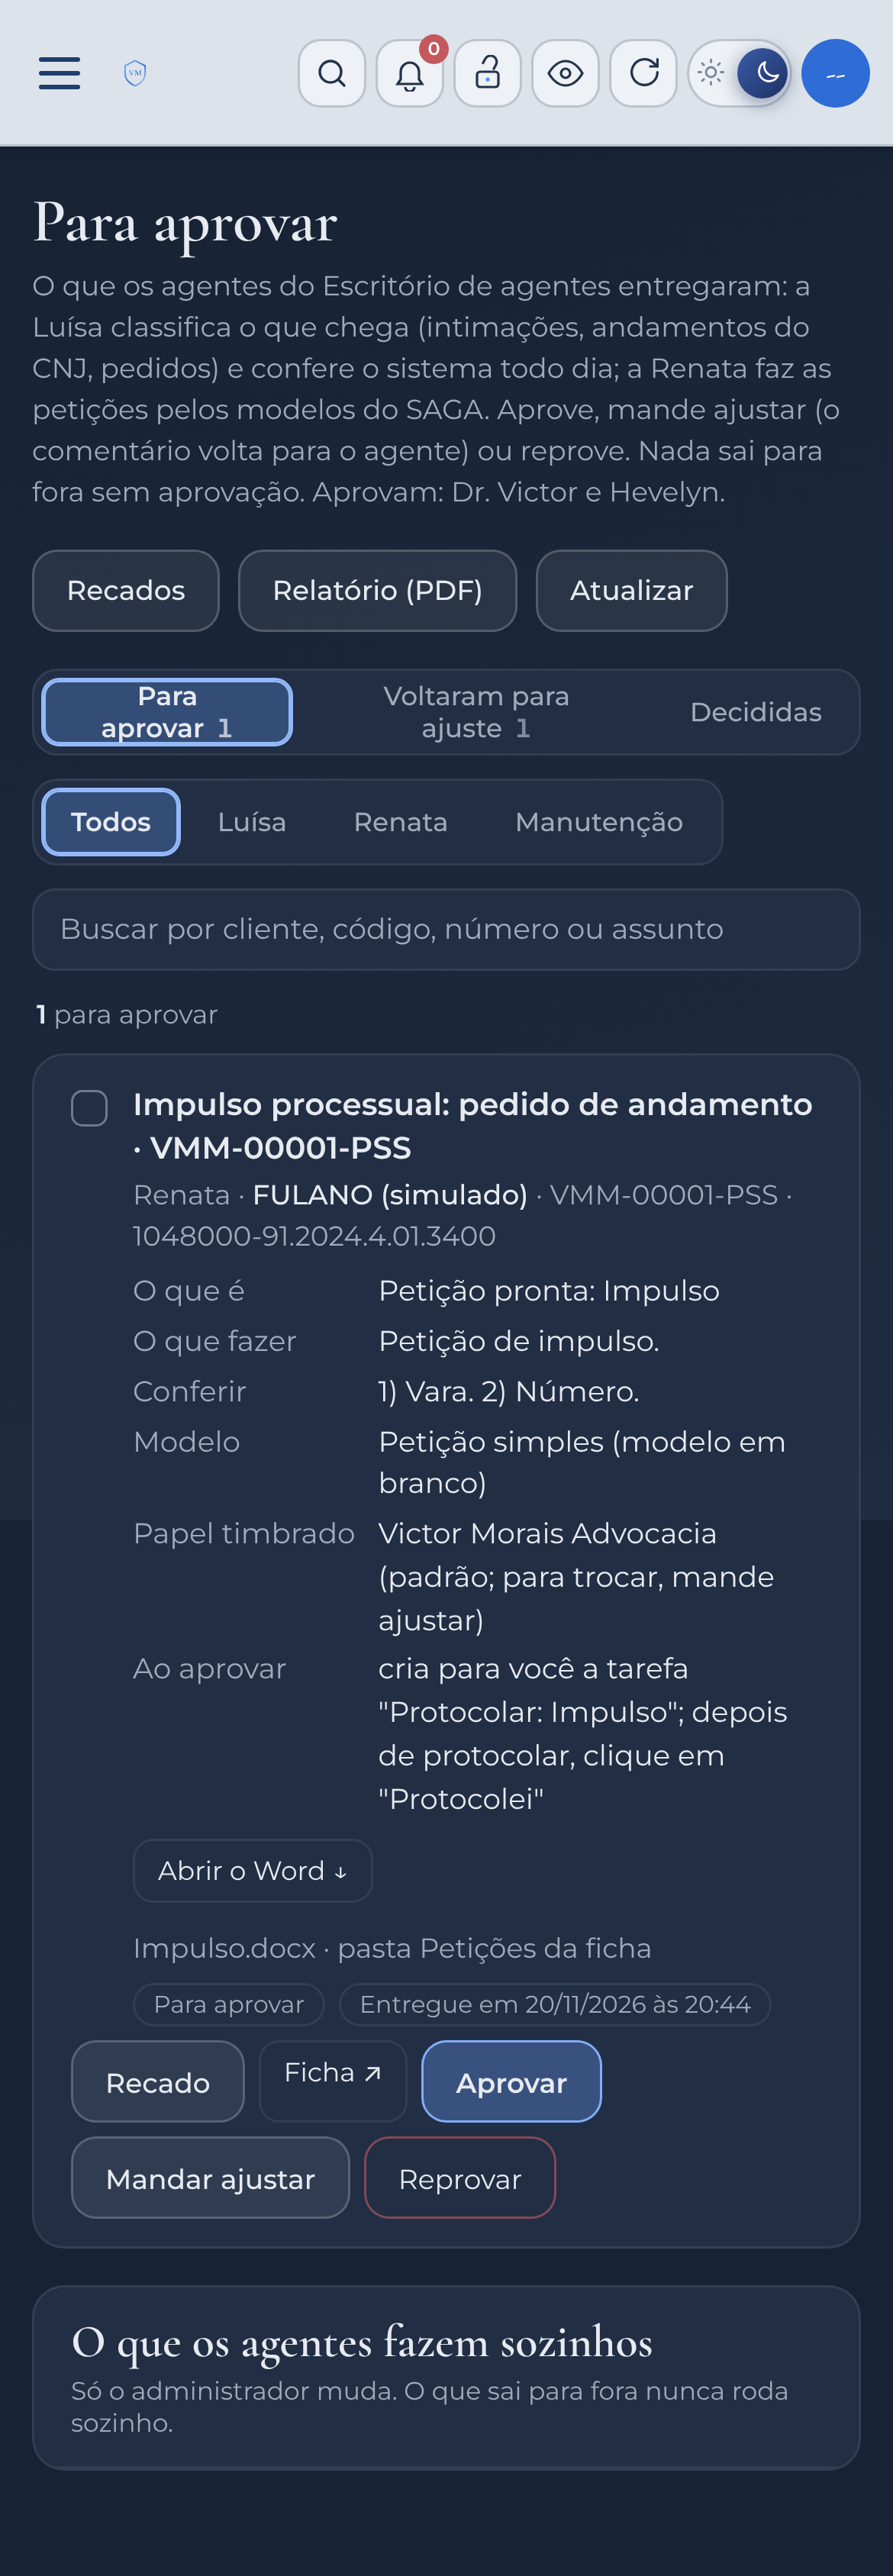 VM
0
--
Para aprovar
O que os agentes do Escritório de agentes entregaram: a
Luísa classifica o que chega (intimações, andamentos do
CNJ, pedidos) e confere o sistema todo dia; a Renata faz as
petições pelos modelos do SAGA. Aprove, mande ajustar (o
comentário volta para o agente) ou reprove. Nada sai para
fora sem aprovação. Aprovam: Dr. Victor e Hevelyn.
Recados Relatório (PDF) Atualizar
Para
aprovar 1
Voltaram para
ajuste 1
Decididas
Todos Luísa Renata Manutenção
Buscar por cliente, código, número ou assunto
1 para aprovar
Impulso processual: pedido de andamento
· VMM-00001-PSS
Renata · FULANO (simulado) · VMM-00001-PSS ·
1048000-91.2024.4.01.3400
O que é Petição pronta: Impulso
O que fazer Petição de impulso.
Conferir 1) Vara. 2) Número.
Modelo Petição simples (modelo em
branco)
Papel timbrado Victor Morais Advocacia
(padrão; para trocar, mande
ajustar)
Ao aprovar cria para você a tarefa
"Protocolar: Impulso"; depois
de protocolar, clique em
"Protocolei"
Abrir o Word ↓
Impulso.docx · pasta Petições da ficha
Para aprovar Entregue em 20/11/2026 às 20:44
Recado Ficha ↗ Aprovar
Mandar ajustar Reprovar
O que os agentes fazem sozinhos
Só o administrador muda. O que sai para fora nunca roda
sozinho.